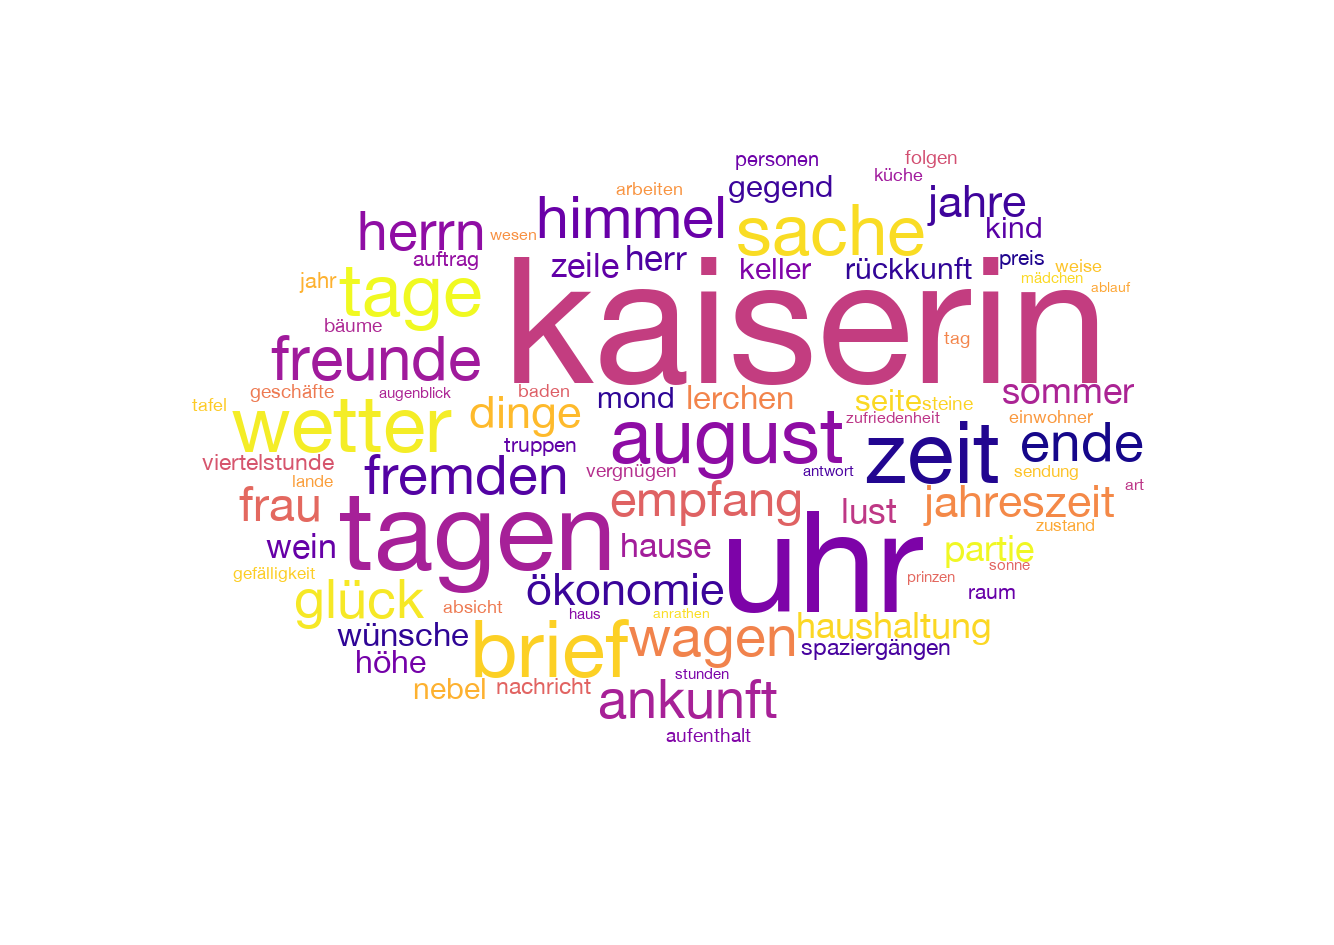 personen
folgen
küche
arbeiten
gegend
jahre
himmel
sache
herrn
wesen
kind
auftrag
zeile
herr
keller
rückkunft
preis
weise
jahr
tage
kaiserin
mädchen
ablauf
bäume
tag
freunde
geschäfte
augenblick
baden
mond
lerchen
seite
steine
sommer
tafel
wetter
dinge
zufriedenheit
einwohner
truppen
august
zeit
ende
viertelstunde
fremden
vergnügen
antwort
sendung
lande
art
frau
tagen
empfang
lust
jahreszeit
zustand
wein
hause
uhr
partie
sonne
gefälligkeit
glück
ökonomie
prinzen
raum
absicht
haus
anrathen
wünsche
brief
wagen
haushaltung
spaziergängen
höhe
stunden
nebel
nachricht
ankunft
aufenthalt